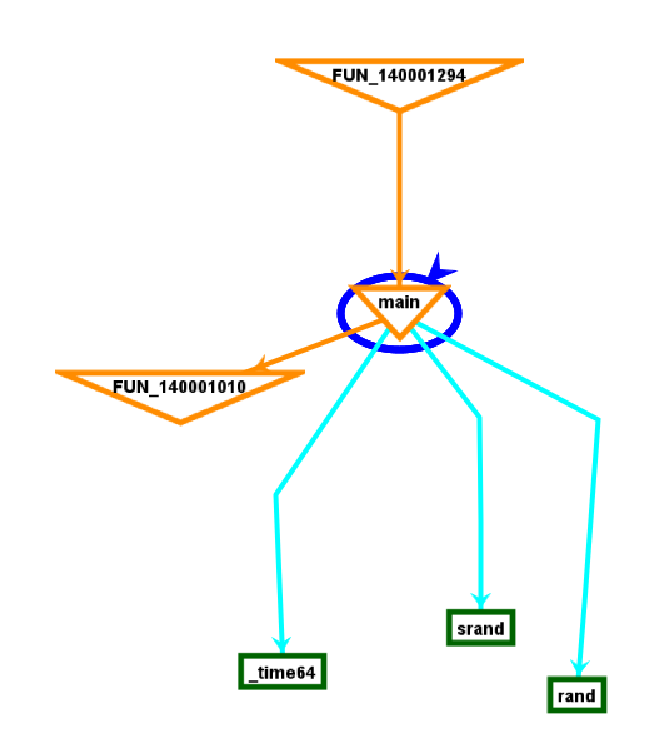 FUN_140001294
main
FUN_140001010
srand
_time64
rand